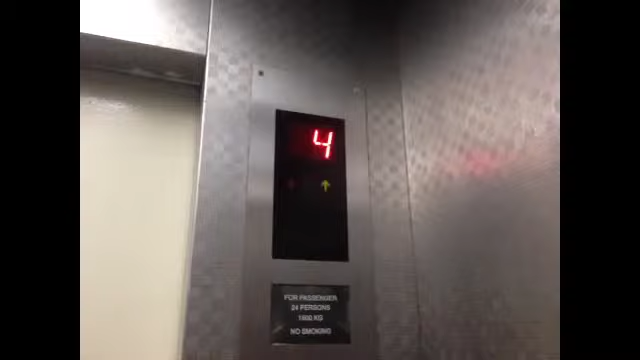 4
FOR PASSENGER
24 PERSONS
1600 KG
NO SMOKING